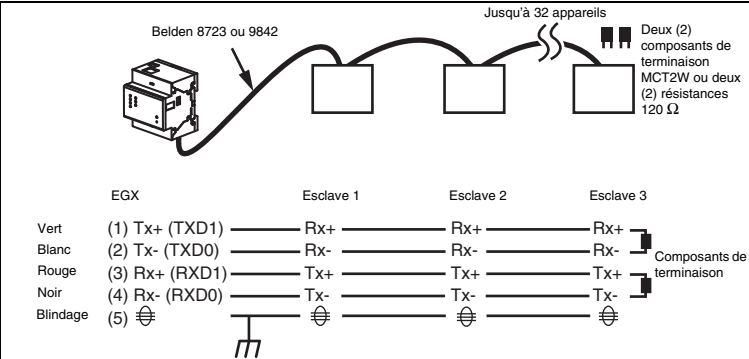 Jusqu'à 32 appareils
Belden 8723 ou 9842
Deux (2)
composants de
terminaison
MCT2W ou deux
(2) résistances
120 Ω
EGX Esclave 1 Esclave 2 Esclave 3
Vert (1) Tx+ (TXD1) Rx+ Rx+ Rx+
Blanc (2) Tx- (TXD0) Rx- Rx- Rx-
Rouge (3) Rx+ (RXD1) Tx+ Tx+ Tx+
Noir (4) Rx- (RXD0) Tx- Tx- Tx-
Blindage (5)
Composants de
terminaison